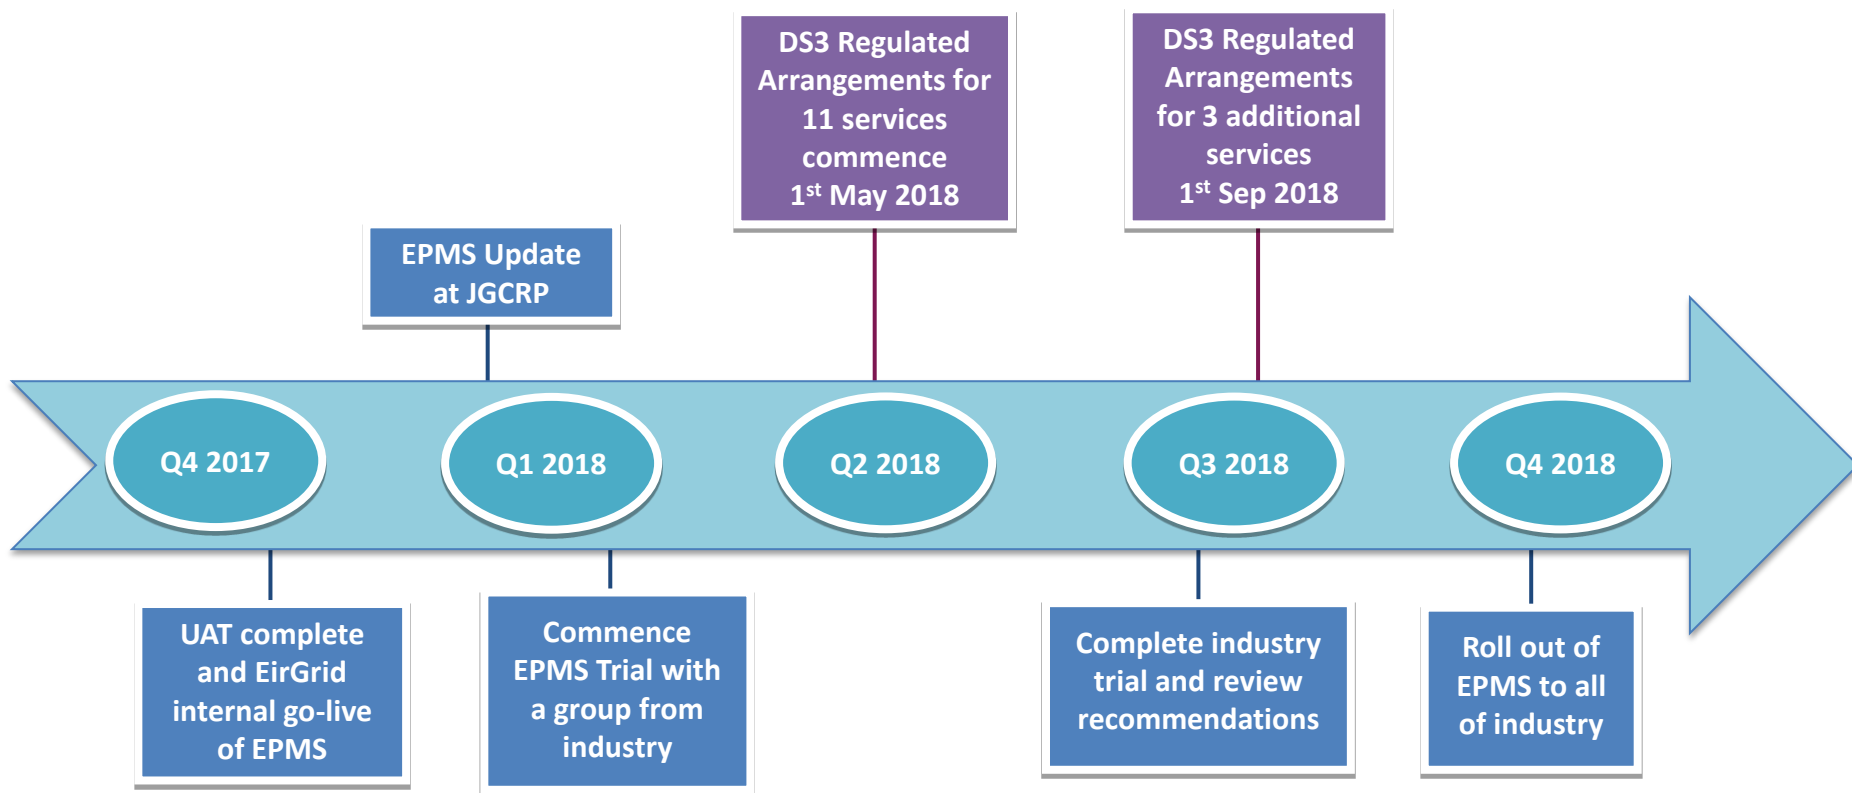 DS3 Regulated
Arrangements for
11 services
commence
1st May 2018
DS3 Regulated
Arrangements
for 3 additional
services
1st Sep 2018
EPMS Update
at JGCRP
Q4 2017
Q1 2018
Q2 2018
Q3 2018
Q4 2018
UAT complete
and EirGrid
internal go-live
of EPMS
Commence
EPMS Trial with
a group from
industry
Complete industry
trial and review
recommendations
Roll out of
EPMS to all
of industry